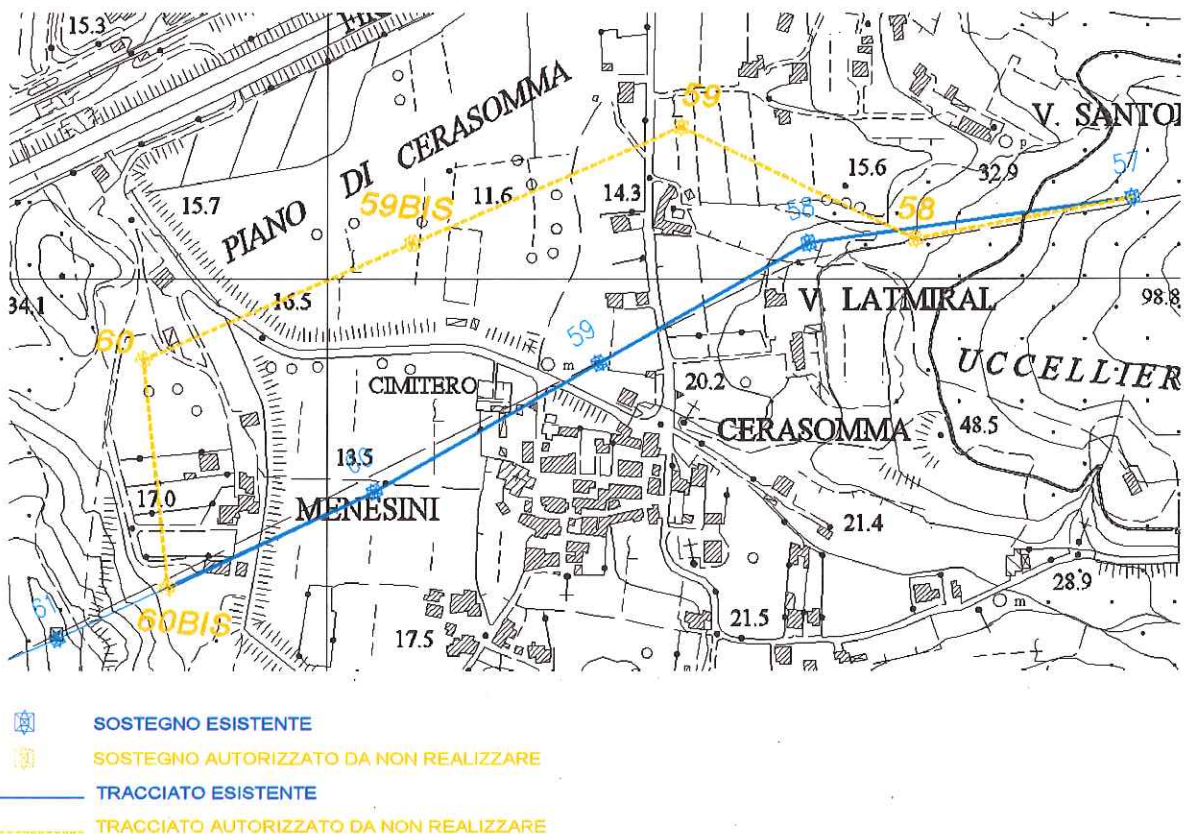 15.3
PIANO DI CERASOMMA
59
V. SANTO
15.7
59BIS
11.6
14.3
15.6
32.9
57
58
58
34.1
16.5
V. LATMIRAL
98.8
60
59
m
UCCELLIER
CIMITERO
20.2
CERASOMMA
48.5
13.5
60
17.0
MENESINI
21.4
61
60BIS
17.5
21.5
28.9
m
SOSTEGNO ESISTENTE
SOSTEGNO AUTORIZZATO DA NON REALIZZARE
TRACCIATO ESISTENTE
TRACCIATO AUTORIZZATO DA NON REALIZZARE